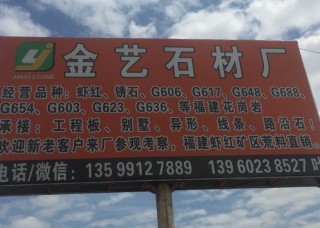 金艺石材厂
JINYISTONE
经营品种：虾红、锈石、G606、G617、G648、G688、
G654、G603、G623、G636、等福建花岗岩
承接：工程板、别墅、异形、线条、路沿石！
欢迎新老客户来厂参观考察，福建虾红矿区荒料直销
电话/微信：135 9912 7889 139 6023 8527 叶